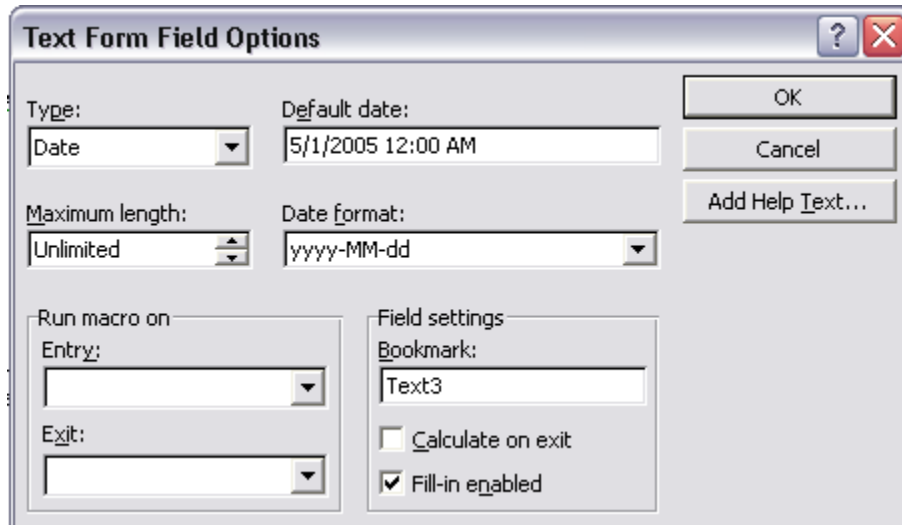 Text Form Field Options
Type:
Default date:
Date
5/1/2005 12:00 AM
OK
Cancel
Maximum length:
Date format:
Add Help Text...
Unlimited
yyyy-MM-dd
Run macro on
Field settings
Entry:
Bookmark:
Text3
Exit:
Calculate on exit
Fill-in enabled